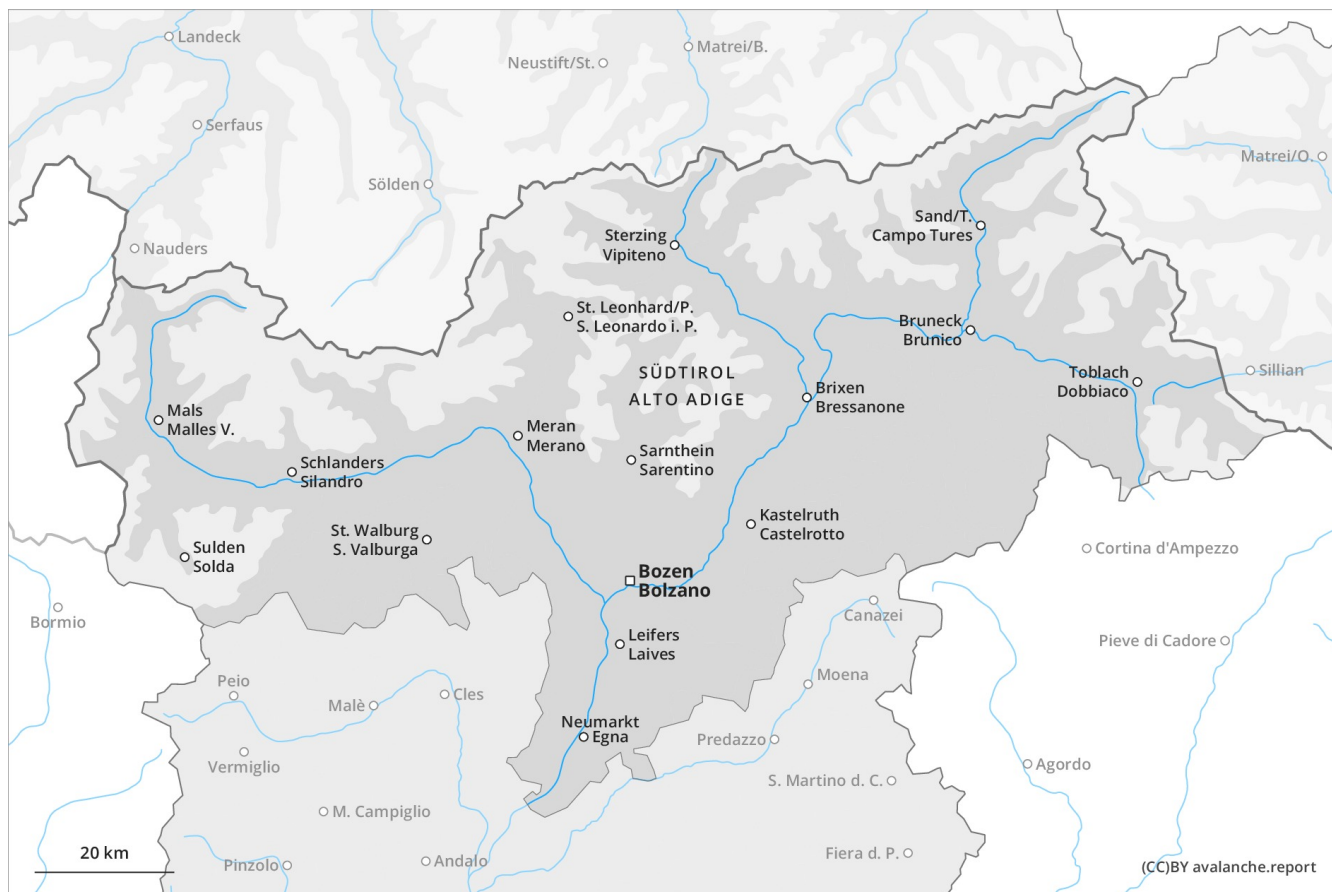 Landeck
Matrei/B.
Neustift/St.
Serfaus
Matrei/O.
Sölden
Sand/T.
Campo Tures
Sterzing
Vipiteno
Nauders
St. Leonhard/P.
S. Leonardo i. P.
Bruneck
Brunico
SÜDTIROL
ALTO ADIGE
Toblach
Dobbiaco
Sillian
Brixen
Bressanone
Mals
Malles V.
Meran
Merano
Sarnthein
Sarentino
Schlanders
Silandro
Kastelruth
Castelrotto
St. Walburg
S. Valburga
Sulden
Solda
Cortina d'Ampezzo
Bozen
Bolzano
Bormio
Canazei
Leifers
Laives
Pieve di Cadore
Peio
Moena
Malè
Cles
Neumarkt
Egna
Predazzo
Vermiglio
Agordo
S. Martino d. C.
M. Campiglio
20 km
Fiera d. P.
Andalo
Pinzolo
(CC)BY avalanche.report